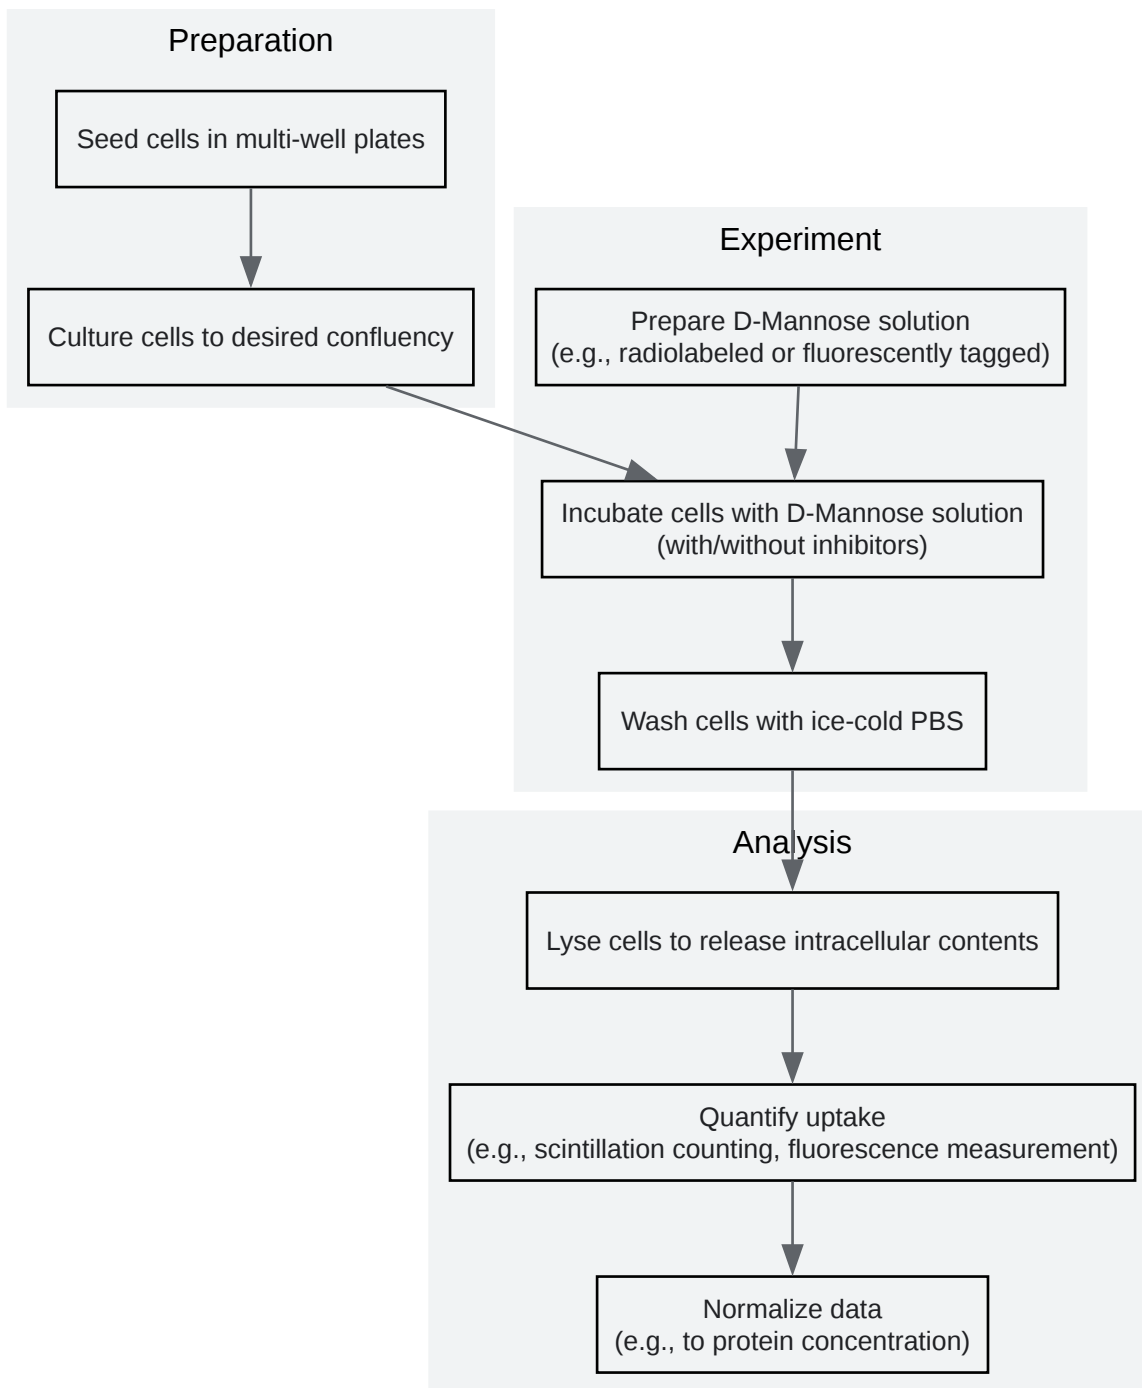 Preparation
Seed cells in multi-well plates
Culture cells to desired confluency
Experiment
Prepare D-Mannose solution
(e.g., radiolabeled or fluorescently tagged)
Incubate cells with D-Mannose solution
(with/without inhibitors)
Wash cells with ice-cold PBS
Analysis
Lyse cells to release intracellular contents
Quantify uptake
(e.g., scintillation counting, fluorescence measurement)
Normalize data
(e.g., to protein concentration)